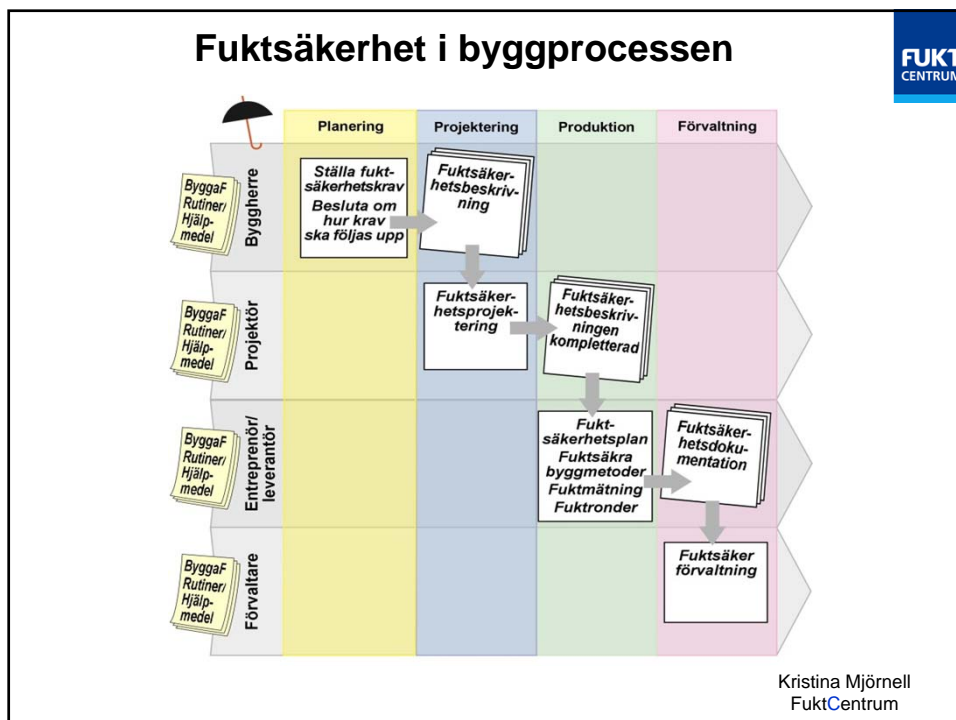 Fuktsäkerhet i byggprocessen
FUKT
CENTRUM
Planering
Projektering
Produktion
Förvaltning
ByggaF
Rutiner/
Hjälp-
medel
Byggherre
Ställa fukt-
säkerhetskrav
Besluta om
hur krav
ska följas upp
Fuktsäker-
hetsbeskriv-
ning
ByggaF
Rutiner/
Hjälp-
medel
Projektör
Fuktsäker-
hetsprojek-
tering
Fuktsäker-
hetsbeskriv-
ningen
kompletterad
ByggaF
Rutiner/
Hjälp-
medel
Entreprenör/
leverantör
Fukt-
säkerhetsplan
Fuktsäkra
byggmetoder
Fuktmätning
Fuktronder
Fuktsäker-
hetsdoku-
mentation
ByggaF
Rutiner/
Hjälp-
medel
Förvaltare
Fuktsäker
förvaltning
Kristina Mjörnell
FuktCentrum